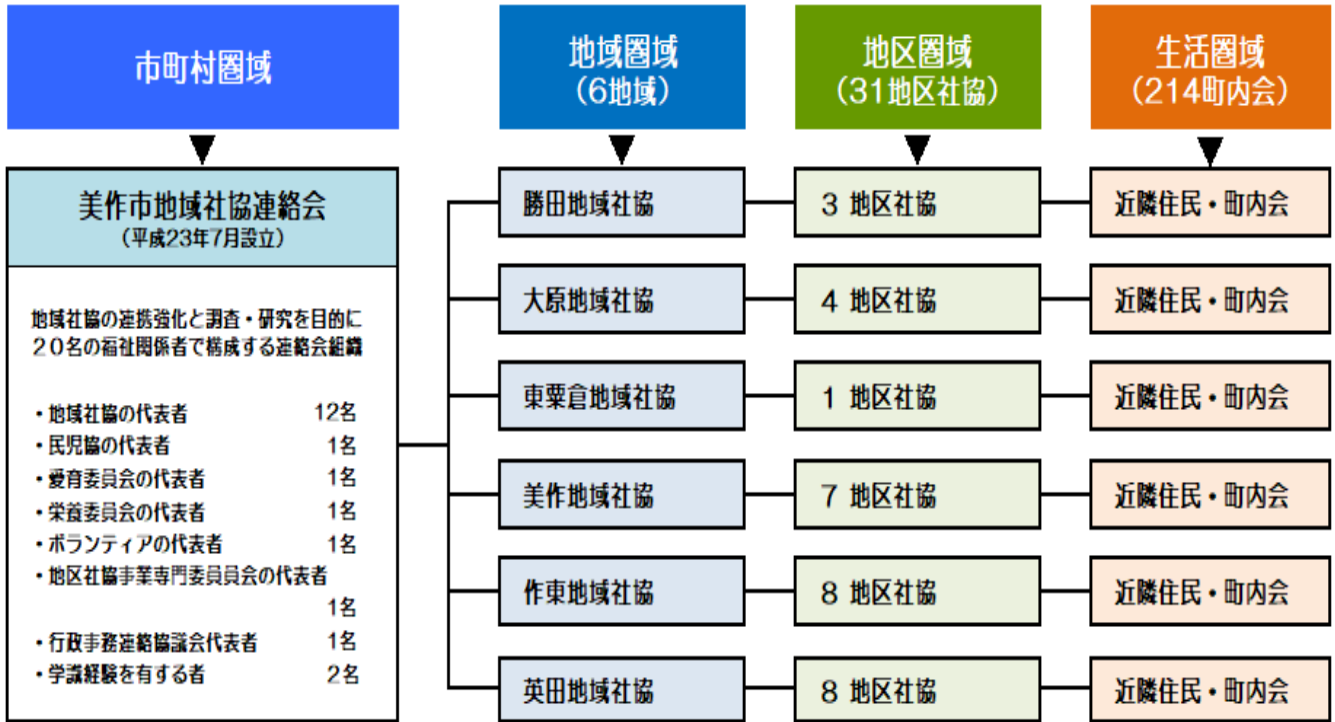 市町村圏域
地域圏域
（6地域）
地区圏域
（31地区社協）
生活圏域
（214町内会）
美作市地域社協連絡会
（平成23年7月設立）
地域社協の連携強化と調査・研究を目的に
２０名の福祉関係者で構成する連絡会組織
・地域社協の代表者 12名
・民児協の代表者 1名
・愛育委員会の代表者 1名
・栄養委員会の代表者 1名
・ボランティアの代表者 1名
・地区社協事業専門委員員会の代表者
1名
・行政事務連絡協議会代表者 1名
・学識経験を有する者 2名
勝田地域社協 3 地区社協 近隣住民・町内会
大原地域社協 4 地区社協 近隣住民・町内会
東粟倉地域社協 1 地区社協 近隣住民・町内会
美作地域社協 7 地区社協 近隣住民・町内会
作東地域社協 8 地区社協 近隣住民・町内会
英田地域社協 8 地区社協 近隣住民・町内会